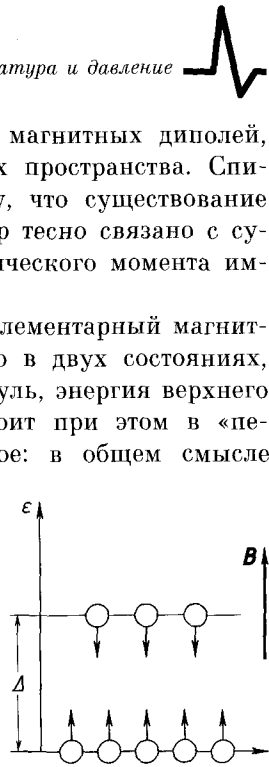 атура и давление
магнитных диполей,
х пространства. Спи-
у, что существование
р тесно связано с су-
ического момента им-
лементарный магнит-
о в двух состояниях,
уль, энергия верхнего
оит при этом в «пе-
ое: в общем смысле
ε
B
Δ